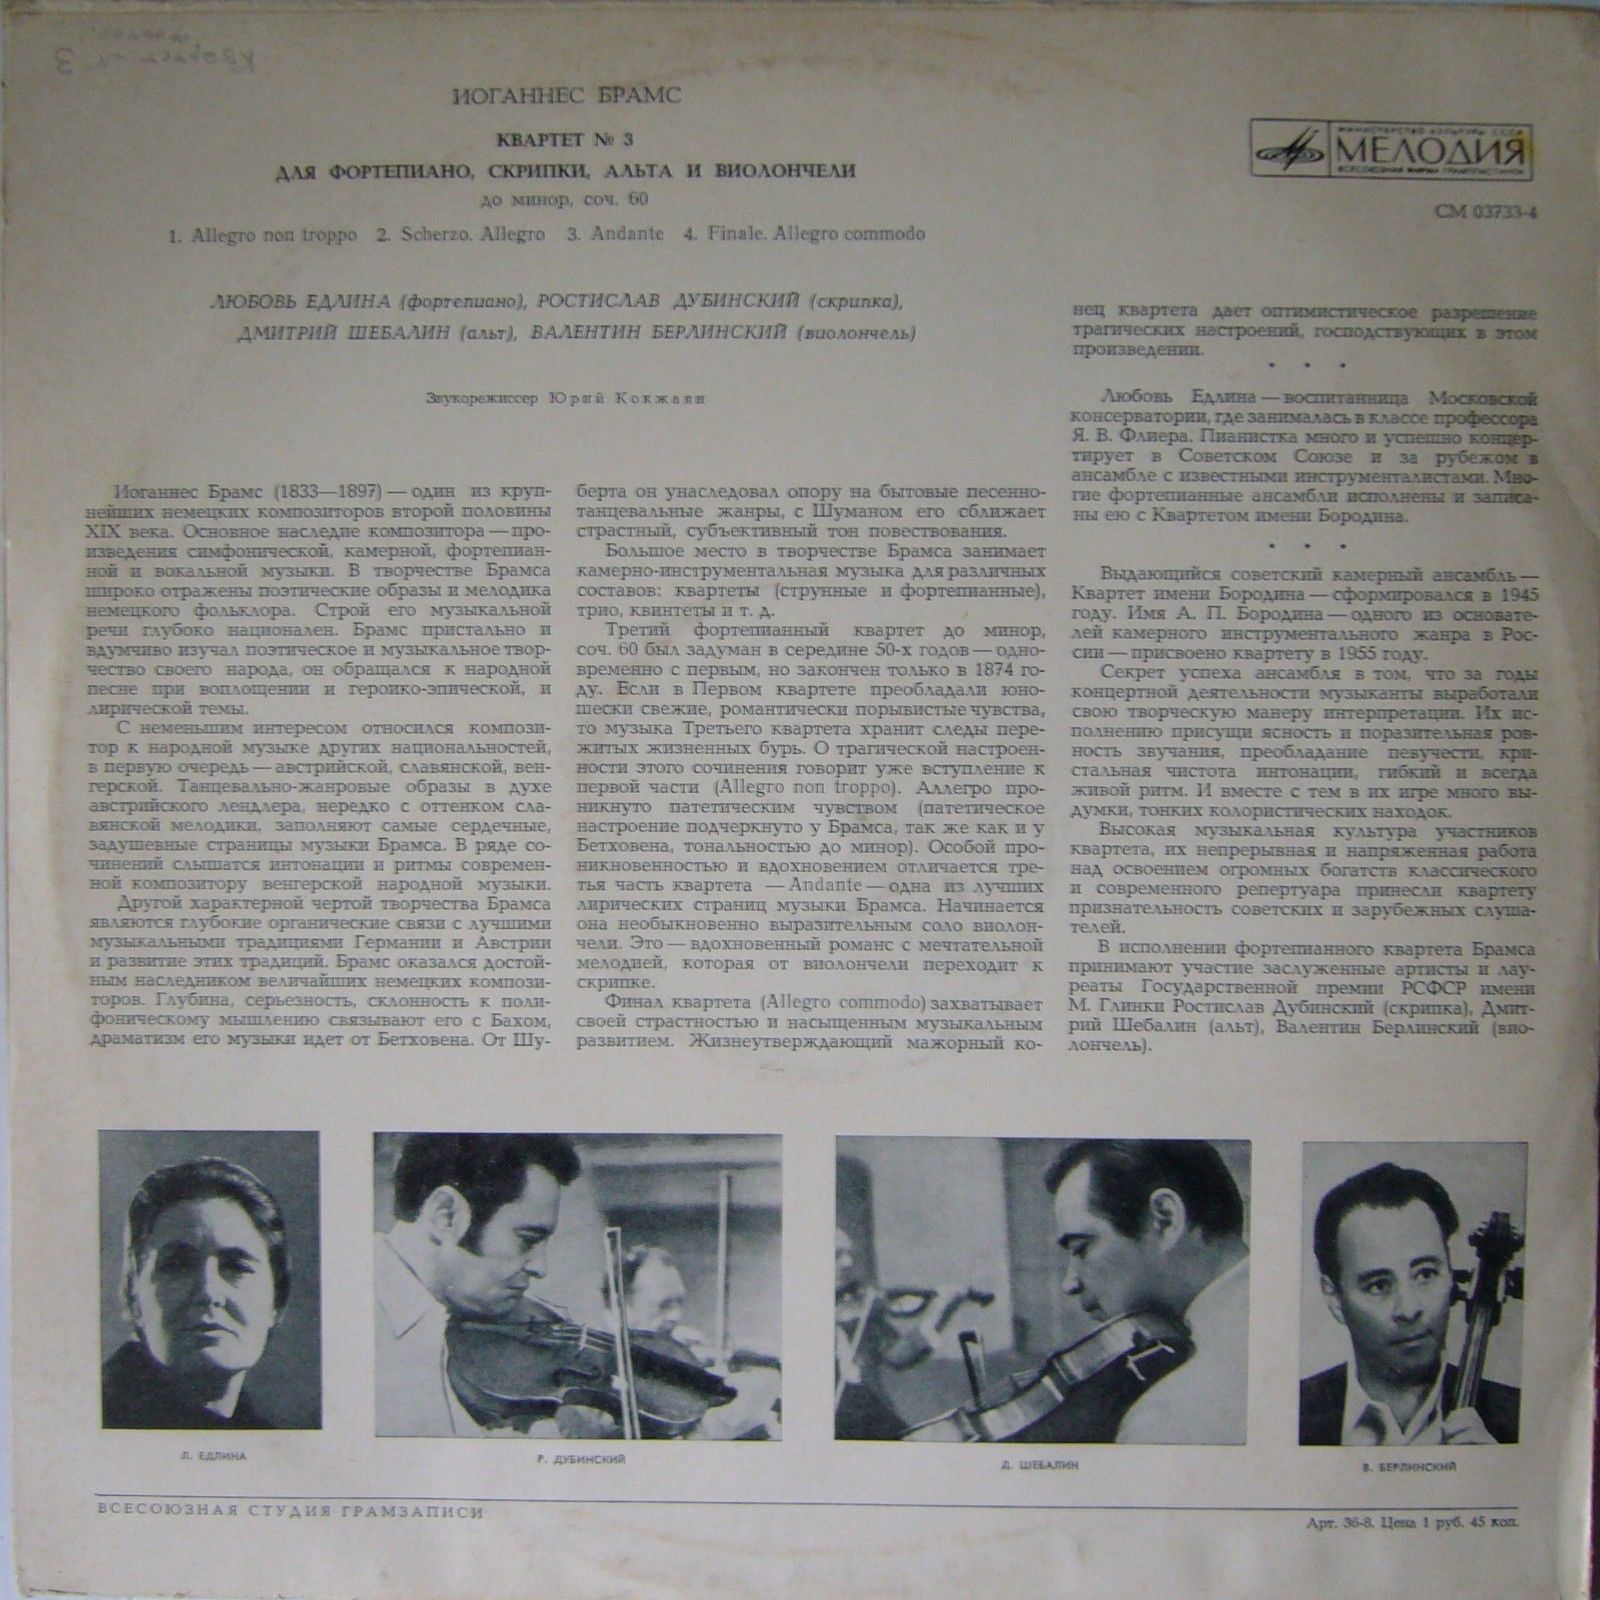 ИОГАННЕС БРАМС
КВАРТЕТ № 3
ДЛЯ ФОРТЕПИАНО, СКРИПКИ, АЛЬТА И ВИОЛОНЧЕЛИ
до минор, соч. 60
1. Allegro non troppo 2. Scherzo. Allegro 3. Andante 4. Finale. Allegro commodo
ЛЮБОВЬ ЕДЛИНА (фортепиано), РОСТИСЛАВ ДУБИНСКИЙ (скрипка),
ДМИТРИЙ ШЕБАЛИН (альт), ВАЛЕНТИН БЕРЛИНСКИЙ (виолончель)
Звукорежиссер Юрий Кокжаян
МИНИСТЕРСТВО КУЛЬТУРЫ СССР
МЕЛОДИЯ
ВСЕСОЮЗНАЯ ФИРМА ГРАМПЛАСТИНОК
СМ 03733-4
Иоганнес Брамс (1833—1897) — один из круп-
нейших немецких композиторов второй половины
XIX века. Основное наследие композитора — про-
изведения симфонической, камерной, фортепиан-
ной и вокальной музыки. В творчестве Брамса
широко отражены поэтические образы и мелодика
немецкого фольклора. Строй его музыкальной
речи глубоко национален. Брамс пристально и
вдумчиво изучал поэтическое и музыкальное твор-
чество своего народа, он обращался к народной
песне при воплощении и героико-эпической, и
лирической темы.
С неменьшим интересом относился компози-
тор к народной музыке других национальностей,
в первую очередь — австрийской, славянской, вен-
герской. Танцевально-жанровые образы в духе
австрийского лендлера, нередко с оттенком сла-
вянской мелодики, заполняют самые сердечные,
задушевные страницы музыки Брамса. В ряде со-
чинений слышатся интонации и ритмы современ-
ной композитору венгерской народной музыки.
Другой характерной чертой творчества Брамса
являются глубокие органические связи с лучшими
музыкальными традициями Германии и Австрии
и развитие этих традиций. Брамс оказался достой-
ным наследником величайших немецких компози-
торов. Глубина, серьезность, склонность к поли-
фоническому мышлению связывают его с Бахом,
драматизм его музыки идет от Бетховена. От Шу-
берта он унаследовал опору на бытовые песенно-
танцевальные жанры, с Шуманом его сближает
страстный, субъективный тон повествования.
Большое место в творчестве Брамса занимает
камерно-инструментальная музыка для различных
составов: квартеты (струнные и фортепианные),
трио, квинтеты и т. д.
Третий фортепианный квартет до минор,
соч. 60 был задуман в середине 50-х годов — одно-
временно с первым, но закончен только в 1874 го-
ду. Если в Первом квартете преобладали юно-
шески свежие, романтически порывистые чувства,
то музыка Третьего квартета хранит следы пере-
житых жизненных бурь. О трагической настроен-
ности этого сочинения говорит уже вступление к
первой части (Allegro non troppo). Аллегро про-
никнуто патетическим чувством (патетическое
настроение подчеркнуто у Брамса, так же как и у
Бетховена, тональностью до минор). Особой про-
никновенностью и вдохновением отличается тре-
тья часть квартета — Andante — одна из лучших
лирических страниц музыки Брамса. Начинается
она необыкновенно выразительным соло виолон-
чели. Это — вдохновенный романс с мечтательной
мелодией, которая от виолончели переходит к
скрипке.
Финал квартета (Allegro commodo) захватывает
своей страстностью и насыщенным музыкальным
развитием. Жизнеутверждающий мажорный ко-
нец квартета дает оптимистическое разрешение
трагических настроений, господствующих в этом
произведении.
• • •
Любовь Едлина — воспитанница Московской
консерватории, где занималась в классе профессора
Я. В. Флиера. Пианистка много и успешно концер-
тирует в Советском Союзе и за рубежом в
ансамбле с известными инструменталистами. Мно-
гие фортепианные ансамбли исполнены и записа-
ны ею с Квартетом имени Бородина.
• • •
Выдающийся советский камерный ансамбль —
Квартет имени Бородина — сформировался в 1945
году. Имя А. П. Бородина — одного из основате-
лей камерного инструментального жанра в Рос-
сии — присвоено квартету в 1955 году.
Секрет успеха ансамбля в том, что за годы
концертной деятельности музыканты выработали
свою творческую манеру интерпретации. Их ис-
полнению присущи ясность и поразительная ров-
ность звучания, преобладание певучести, кри-
стальная чистота интонации, гибкий и всегда
живой ритм. И вместе с тем в их игре много вы-
думки, тонких колористических находок.
Высокая музыкальная культура участников
квартета, их непрерывная и напряженная работа
над освоением огромных богатств классического
и современного репертуара принесли квартету
признательность советских и зарубежных слуша-
телей.
В исполнении фортепианного квартета Брамса
принимают участие заслуженные артисты и лау-
реаты Государственной премии РСФСР имени
М. Глинки Ростислав Дубинский (скрипка), Дмит-
рий Шебалин (альт), Валентин Берлинский (вио-
лончель).
Л. ЕДЛИНА
Р. ДУБИНСКИЙ
Д. ШЕБАЛИН
В. БЕРЛИНСКИЙ
ВСЕСОЮЗНАЯ СТУДИЯ ГРАМЗАПИСИ
Арт. 36-8. Цена 1 руб. 45 коп.